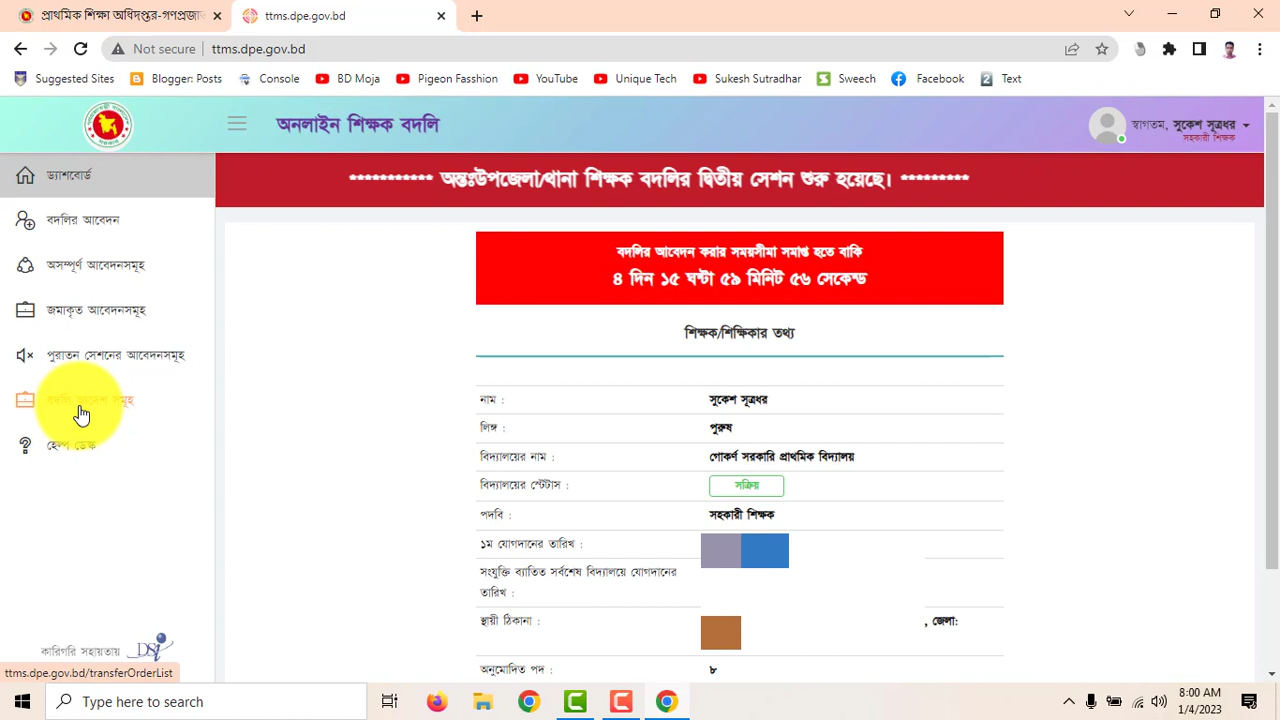 প্রাথমিক শিক্ষা অধিদপ্তর-গণপ্রজাত
ttms.dpe.gov.bd
Not secure
ttms.dpe.gov.bd
Suggested Sites
Blogger: Posts
Console
BD Moja
Pigeon Fasshion
YouTube
Unique Tech
Sukesh Sutradhar
Sweech
Facebook
Text
অনলাইন শিক্ষক বদলি
স্বাগতম, সুকেশ সূত্রধর
সহকারী শিক্ষক
ড্যাশবোর্ড
বদলির আবেদন
অসম্পূর্ণ আবেদনসমূহ
জমাকৃত আবেদনসমূহ
পুরাতন সেশনের আবেদনসমূহ
বদলি আদেশ সমূহ
হেল্প ডেস্ক
*********** অন্তঃউপজেলা/থানা শিক্ষক বদলির দ্বিতীয় সেশন শুরু হয়েছে। *********
বদলির আবেদন করার সময়সীমা সমাপ্ত হতে বাকি
৪ দিন ১৫ ঘন্টা ৫৯ মিনিট ৫৬ সেকেন্ড
শিক্ষক/শিক্ষিকার তথ্য
নাম : সুকেশ সূত্রধর
লিঙ্গ : পুরুষ
বিদ্যালয়ের নাম : গোকর্ণ সরকারি প্রাথমিক বিদ্যালয়
বিদ্যালয়ের স্টেটাস : সক্রিয়
পদবি : সহকারী শিক্ষক
১ম যোগদানের তারিখ :
সংযুক্তি ব্যাতিত সর্বশেষ বিদ্যালয়ে যোগদানের
তারিখ :
স্থায়ী ঠিকানা : , জেলা:
অনুমোদিত পদ : ৮
কারিগরি সহায়তায় DSi
ttms.dpe.gov.bd/transferOrderList
Type here to search
8:00 AM
1/4/2023